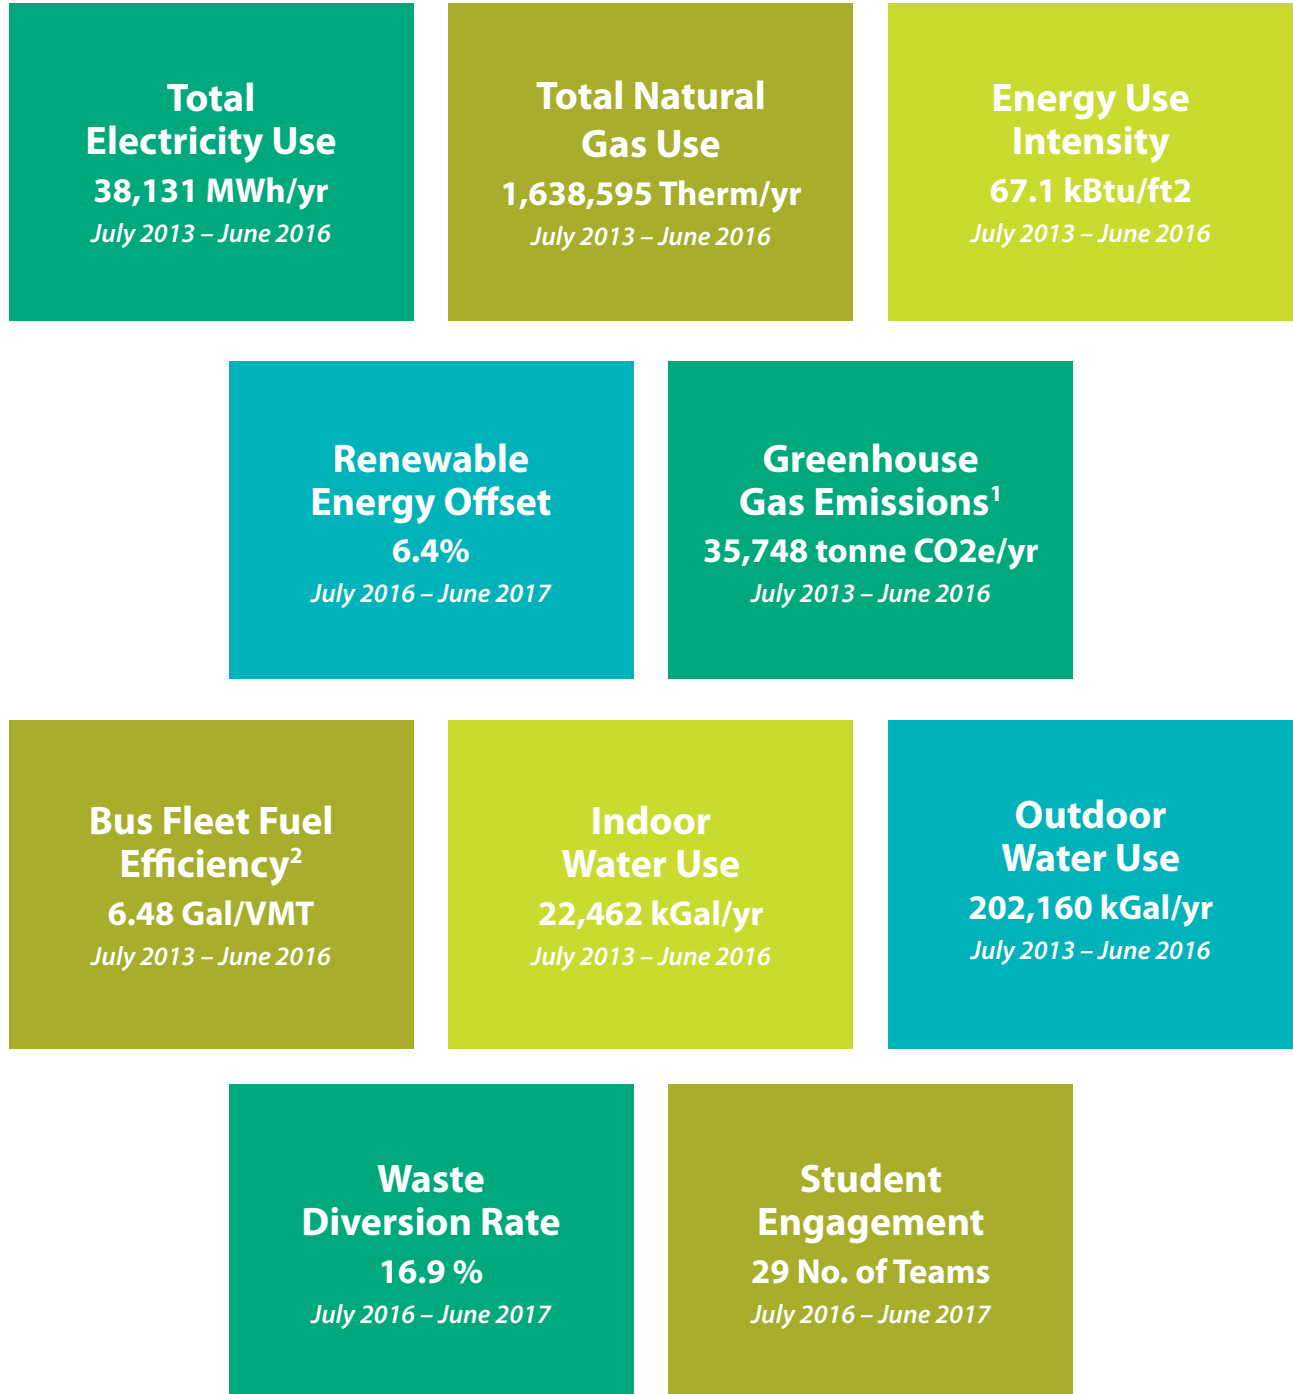 Total
Electricity Use
38,131 MWh/yr
July 2013 – June 2016
Total Natural
Gas Use
1,638,595 Therm/yr
July 2013 – June 2016
Energy Use
Intensity
67.1 kBtu/ft2
July 2013 – June 2016
Renewable
Energy Offset
6.4%
July 2016 – June 2017
Greenhouse
Gas Emissions¹
35,748 tonne CO2e/yr
July 2013 – June 2016
Bus Fleet Fuel
Efficiency²
6.48 Gal/VMT
July 2013 – June 2016
Indoor
Water Use
22,462 kGal/yr
July 2013 – June 2016
Outdoor
Water Use
202,160 kGal/yr
July 2013 – June 2016
Waste
Diversion Rate
16.9 %
July 2016 – June 2017
Student
Engagement
29 No. of Teams
July 2016 – June 2017